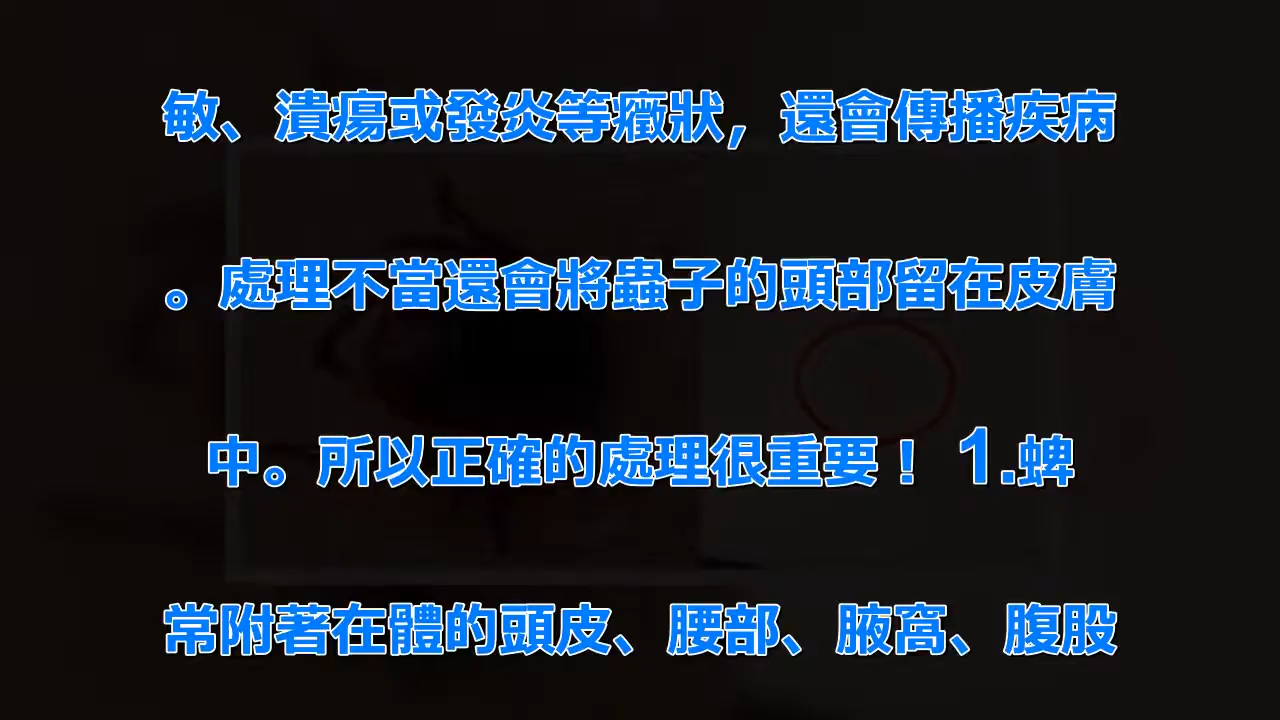 敏、潰瘍或發炎等癥狀，還會傳播疾病
。處理不當還會將蟲子的頭部留在皮膚
中。所以正確的處理很重要！ 1.蜱
常附著在體的頭皮、腰部、腋窩、腹股